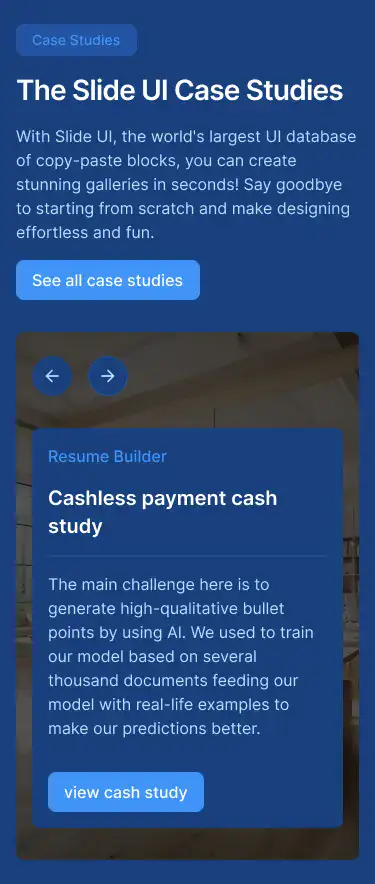 Case Studies
The Slide UI Case Studies
With Slide UI, the world's largest UI database
of copy-paste blocks, you can create
stunning galleries in seconds! Say goodbye
to starting from scratch and make designing
effortless and fun.
See all case studies
Resume Builder
Cashless payment cash
study
The main challenge here is to
generate high-qualitative bullet
points by using AI. We used to train
our model based on several
thousand documents feeding our
model with real-life examples to
make our predictions better.
view cash study